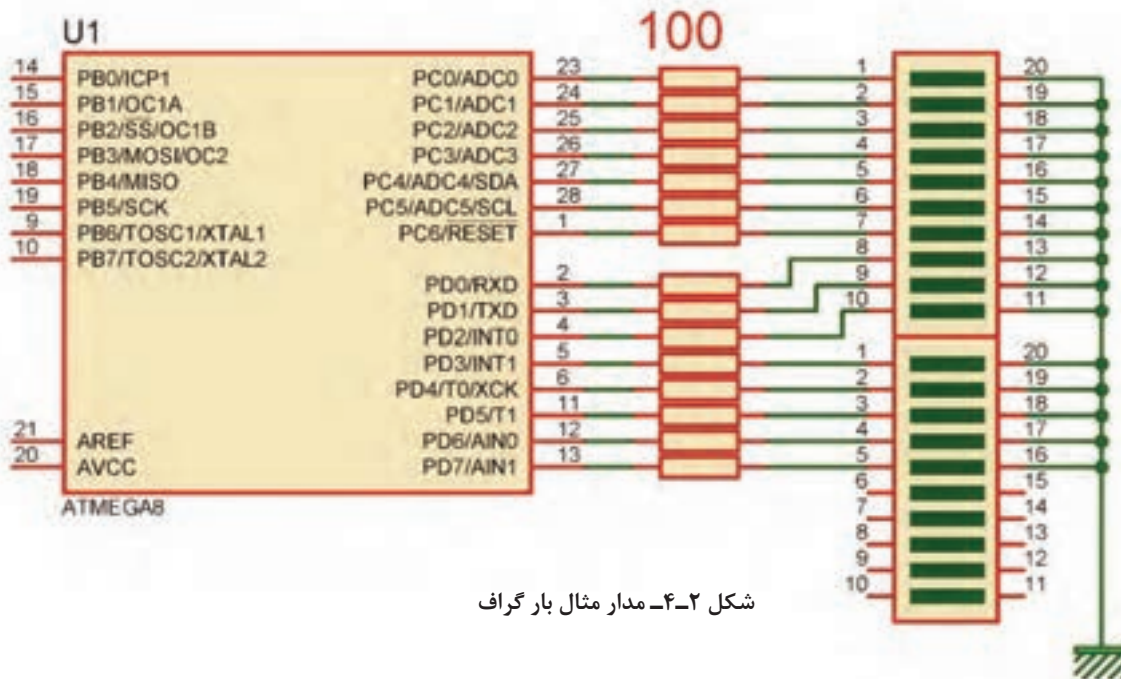 U1
100
14 PB0/ICP1 PC0/ADC0 23 1 20
15 PB1/OC1A PC1/ADC1 24 2 19
16 PB2/SS/OC1B PC2/ADC2 25 3 18
17 PB3/MOSI/OC2 PC3/ADC3 26 4 17
18 PB4/MISO PC4/ADC4/SDA 27 5 16
19 PB5/SCK PC5/ADC5/SCL 28 6 15
9 PB6/TOSC1/XTAL1 PC6/RESET 1 7 14
10 PB7/TOSC2/XTAL2 8 13
PD0/RXD 2 9 12
PD1/TXD 3 10 11
PD2/INT0 4
PD3/INT1 5 1 20
PD4/T0/XCK 6 2 19
PD5/T1 11 3 18
21 AREF PD6/AIN0 12 4 17
20 AVCC PD7/AIN1 13 5 16
6 15
ATMEGA8 7 14
8 13
9 12
10 11
شکل ۲ـ۴ـ مدار مثال بار گراف